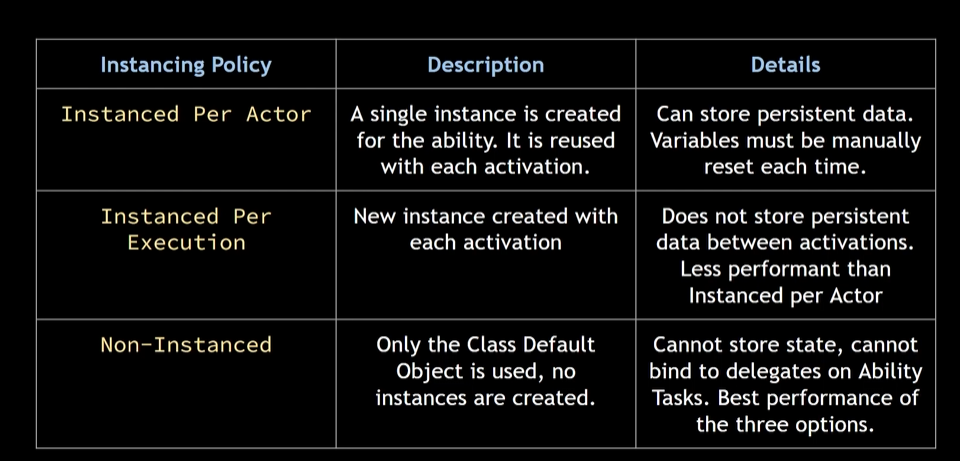 Instancing Policy
Description
Details
Instanced Per Actor
A single instance is created
for the ability. It is reused
with each activation.
Can store persistent data.
Variables must be manually
reset each time.
Instanced Per
Execution
New instance created with
each activation
Does not store persistent
data between activations.
Less performant than
Instanced per Actor
Non-Instanced
Only the Class Default
Object is used, no
instances are created.
Cannot store state, cannot
bind to delegates on Ability
Tasks. Best performance of
the three options.